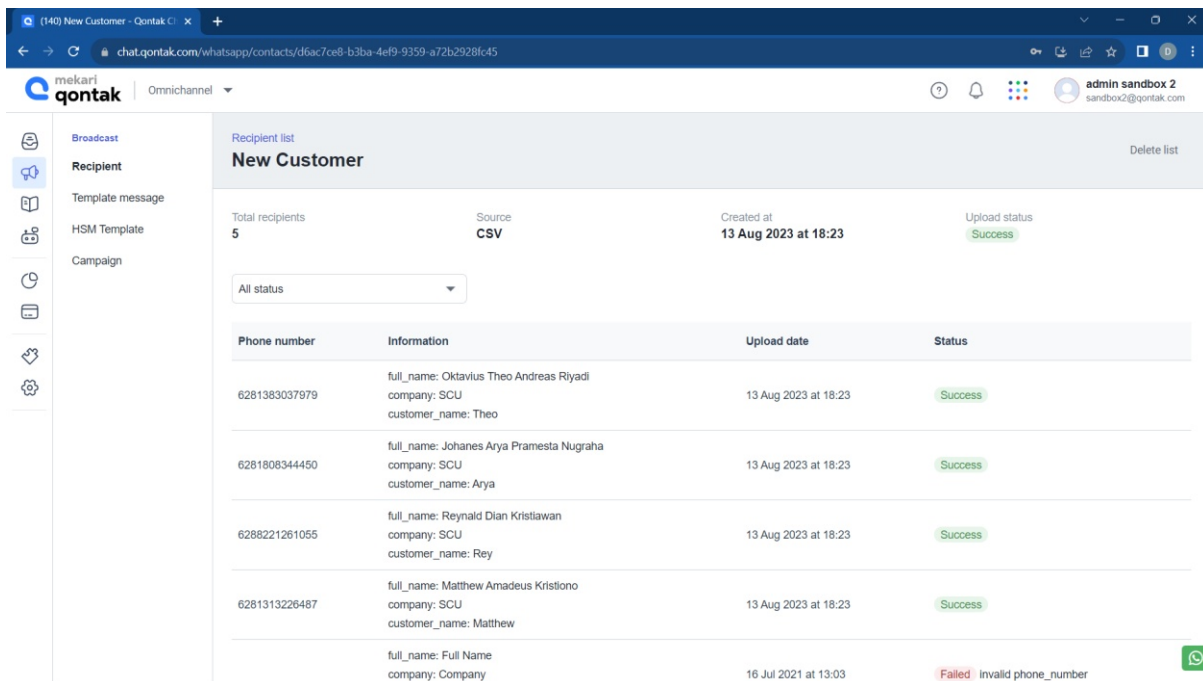 (140) New Customer - Qontak C
chat.qontak.com/whatsapp/contacts/d6ac7ce8-b3ba-4ef9-9359-a72b2928fc45
D
mekari
qontak
Omnichannel
?
admin sandbox 2
sandbox2@qontak.com
Broadcast
Recipient
Template message
HSM Template
Campaign
Recipient list
New Customer
Delete list
Total recipients
5
Source
CSV
Created at
13 Aug 2023 at 18:23
Upload status
Success
All status
Phone number Information Upload date Status
full_name: Oktavius Theo Andreas Riyadi
6281383037979 company: SCU 13 Aug 2023 at 18:23 Success
customer_name: Theo
full_name: Johanes Arya Pramesta Nugraha
6281808344450 company: SCU 13 Aug 2023 at 18:23 Success
customer_name: Arya
full_name: Reynald Dian Kristiawan
6288221261055 company: SCU 13 Aug 2023 at 18:23 Success
customer_name: Rey
full_name: Matthew Amadeus Kristiono
6281313226487 company: SCU 13 Aug 2023 at 18:23 Success
customer_name: Matthew
full_name: Full Name
company: Company 16 Jul 2021 at 13:03 Failed invalid phone_number